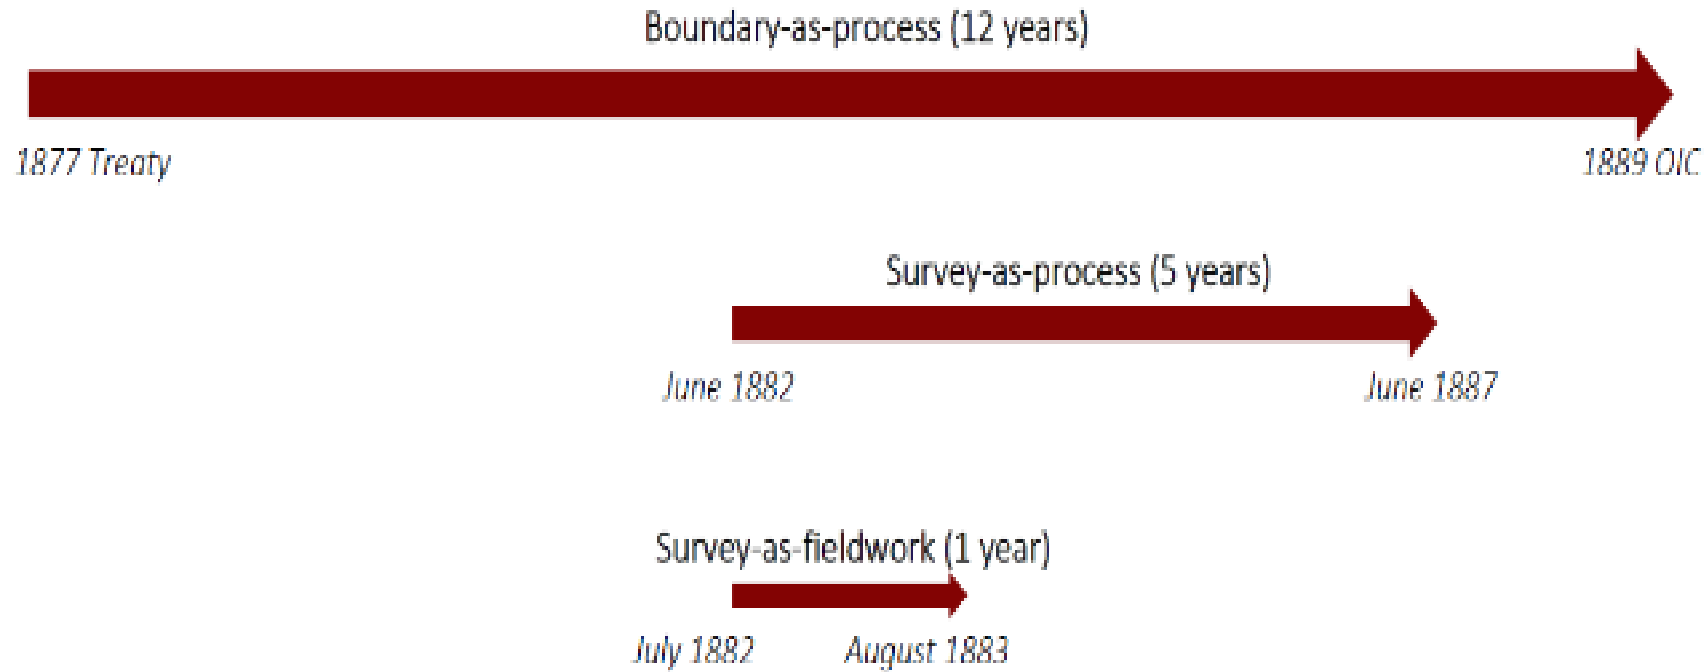 Boundary-as-process (12 years)
1877 Treaty
1889 OIC
Survey-as-process (5 years)
June 1882
June 1887
Survey-as-fieldwork (1 year)
July 1882
August 1883